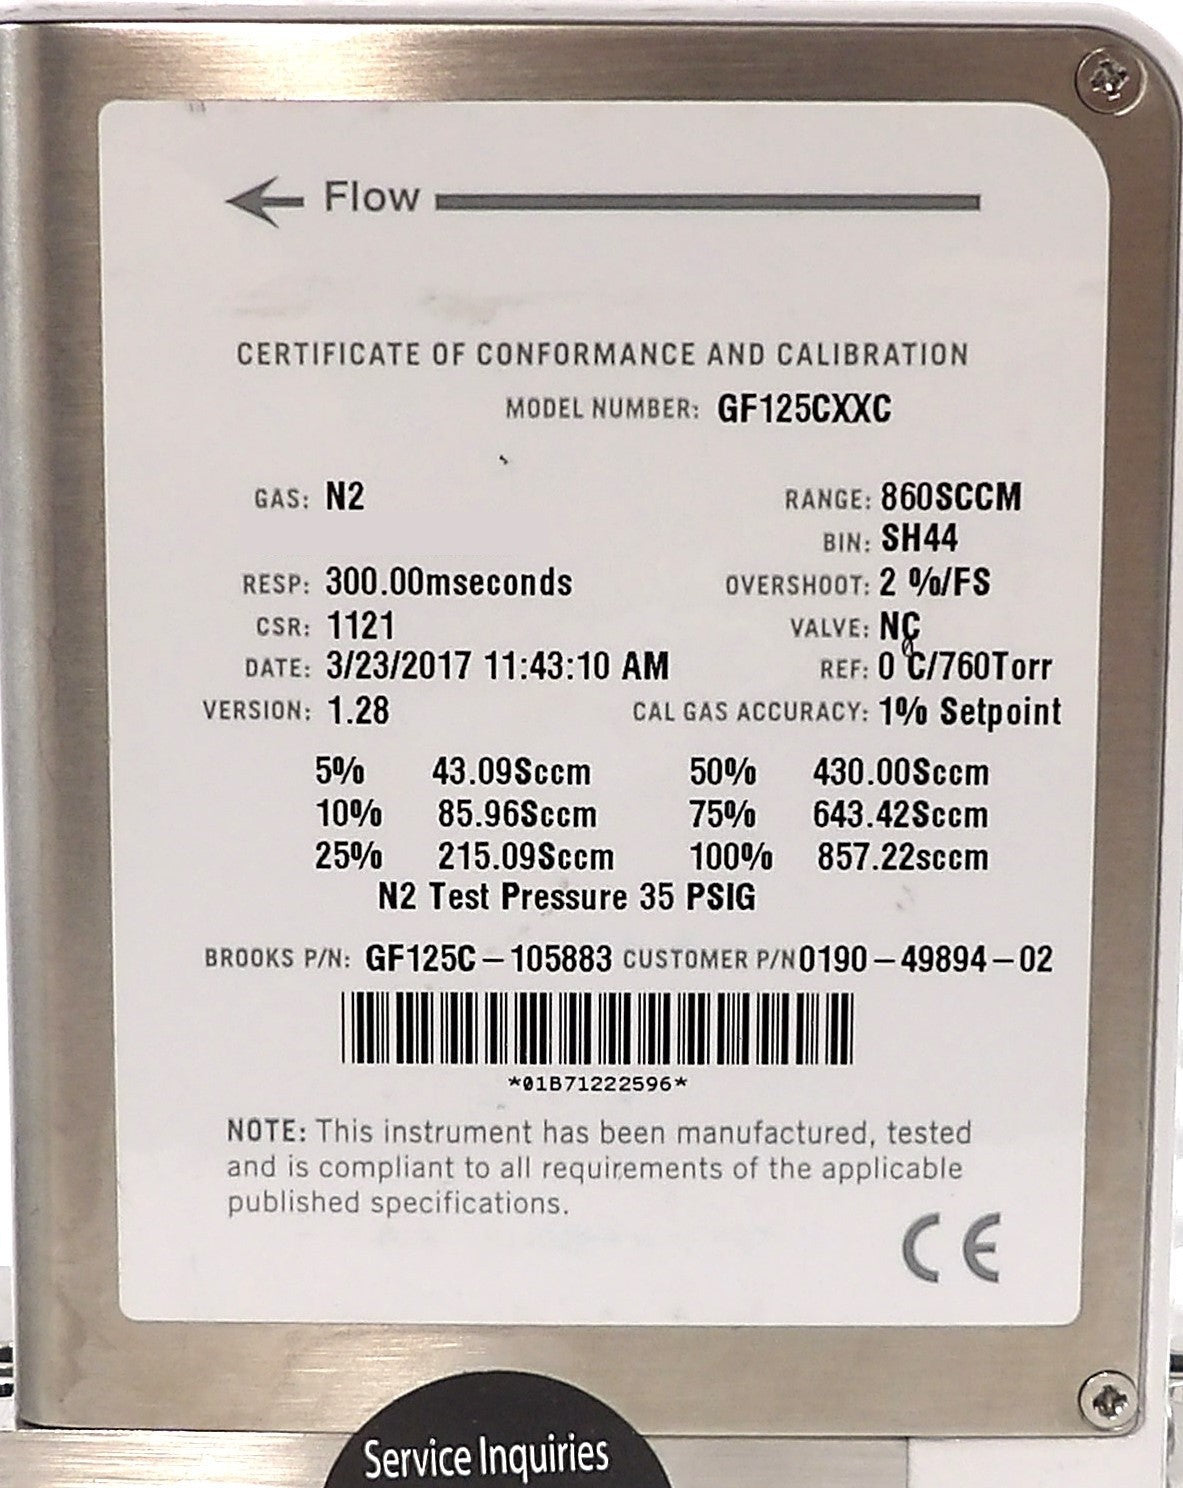 Flow
CERTIFICATE OF CONFORMANCE AND CALIBRATION
MODEL NUMBER: GF125CXXC
GAS: N2 RANGE: 860SCCM
BIN: SH44
RESP: 300.00mseconds OVERSHOOT: 2 %/FS
CSR: 1121 VALVE: NC
DATE: 3/23/2017 11:43:10 AM REF: 0 C/760Torr
VERSION: 1.28 CAL GAS ACCURACY: 1% Setpoint
5% 43.09Sccm 50% 430.00Sccm
10% 85.96Sccm 75% 643.42Sccm
25% 215.09Sccm 100% 857.22sccm
N2 Test Pressure 35 PSIG
BROOKS P/N: GF125C-105883 CUSTOMER P/N 0190-49894-02
*01B71222596*
NOTE: This instrument has been manufactured, tested
and is compliant to all requirements of the applicable
published specifications.
CE
Service Inquiries